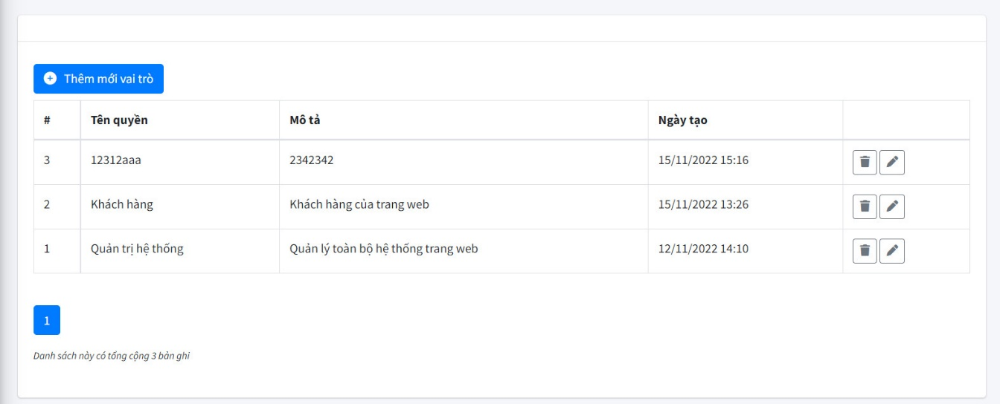 Thêm mới vai trò
# Tên quyền Mô tả Ngày tạo
3 12312aaa 2342342 15/11/2022 15:16
2 Khách hàng Khách hàng của trang web 15/11/2022 13:26
1 Quản trị hệ thống Quản lý toàn bộ hệ thống trang web 12/11/2022 14:10
1
Danh sách này có tổng cộng 3 bản ghi